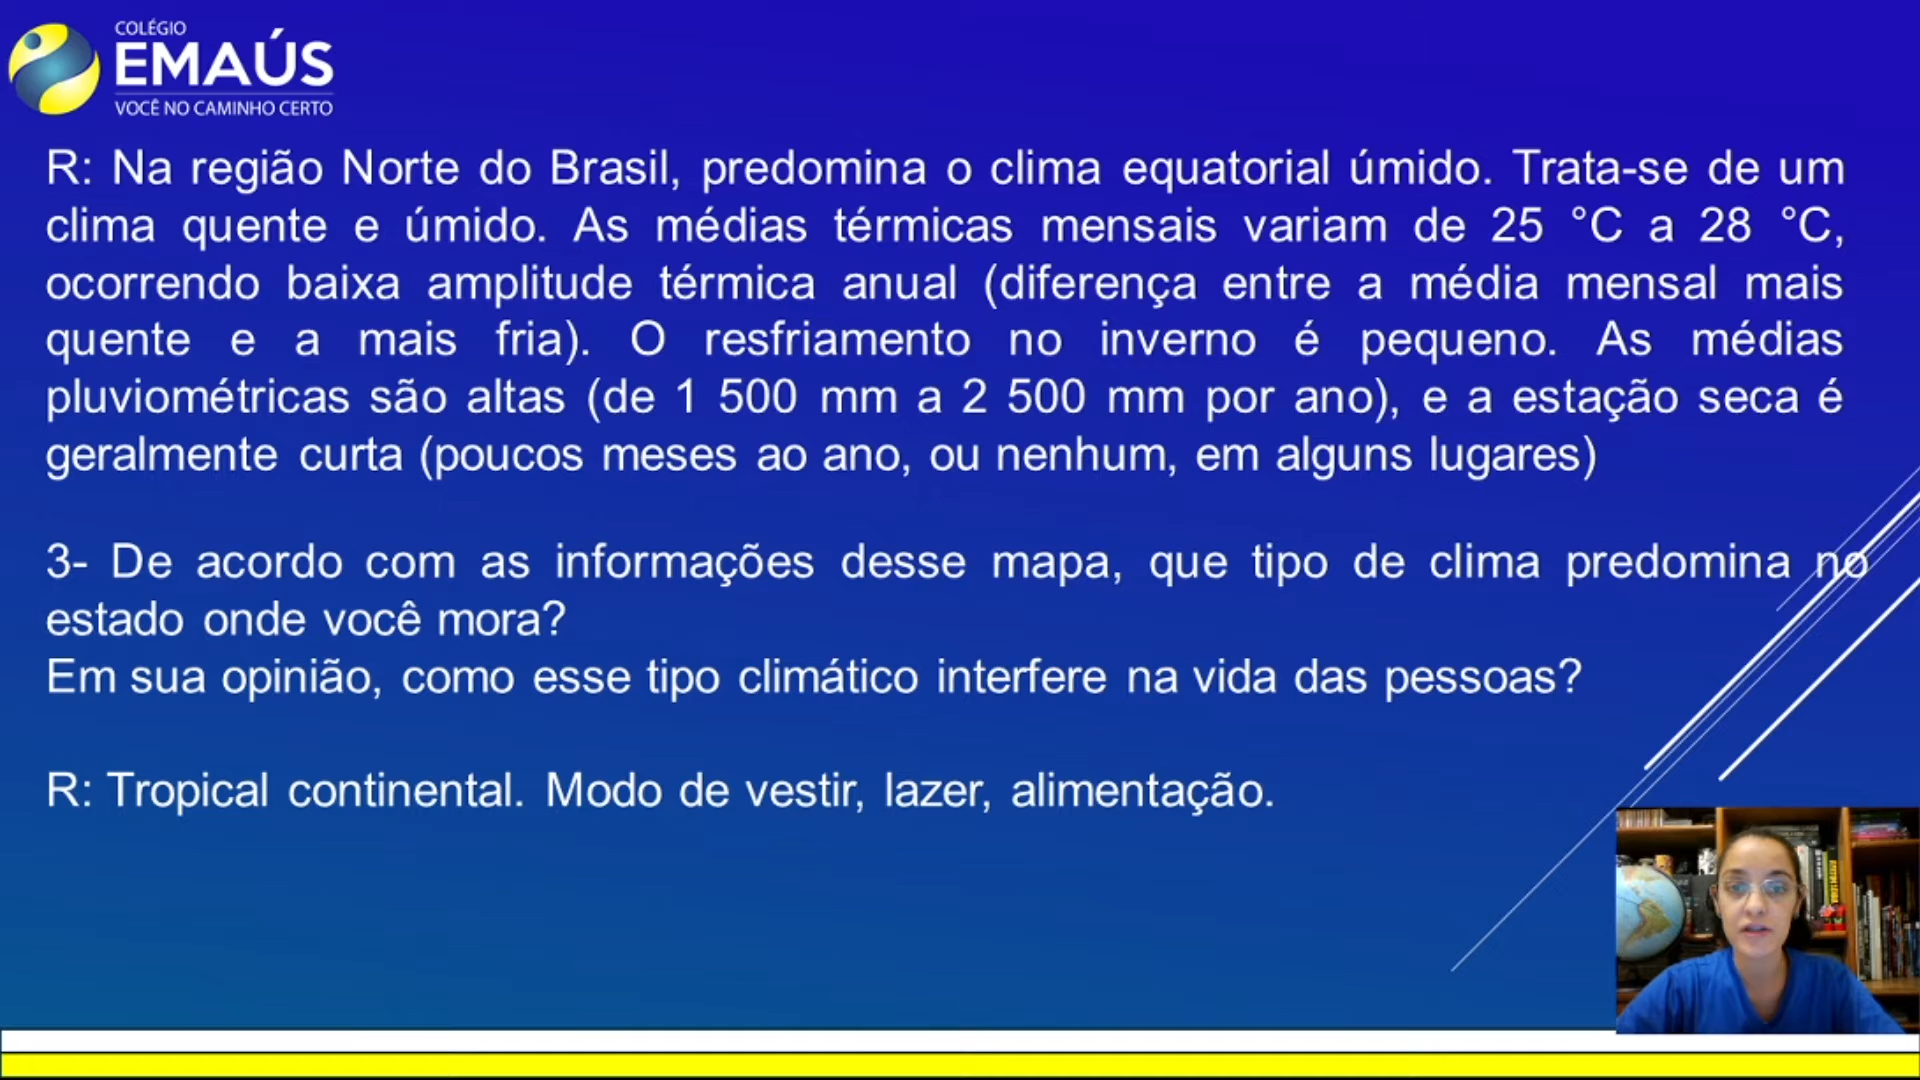 COLÉGIO
EMAÚS
VOCÊ NO CAMINHO CERTO
R: Na região Norte do Brasil, predomina o clima equatorial úmido. Trata-se de um
clima quente e úmido. As médias térmicas mensais variam de 25 °C a 28 °C,
ocorrendo baixa amplitude térmica anual (diferença entre a média mensal mais
quente e a mais fria). O resfriamento no inverno é pequeno. As médias
pluviométricas são altas (de 1 500 mm a 2 500 mm por ano), e a estação seca é
geralmente curta (poucos meses ao ano, ou nenhum, em alguns lugares)
3- De acordo com as informações desse mapa, que tipo de clima predomina no
estado onde você mora?
Em sua opinião, como esse tipo climático interfere na vida das pessoas?
R: Tropical continental. Modo de vestir, lazer, alimentação.